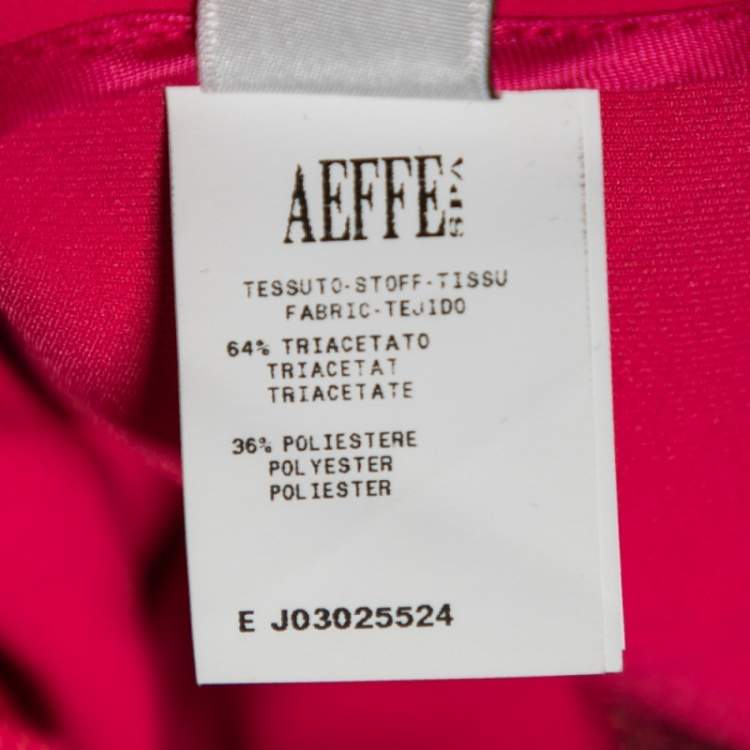 AEFFE SPA
TESSUTO-STOFF-TISSU
FABRIC-TEJIDO
64% TRIACETATO
TRIACETAT
TRIACETATE
36% POLIESTERE
POLYESTER
POLIESTER
E J03025524